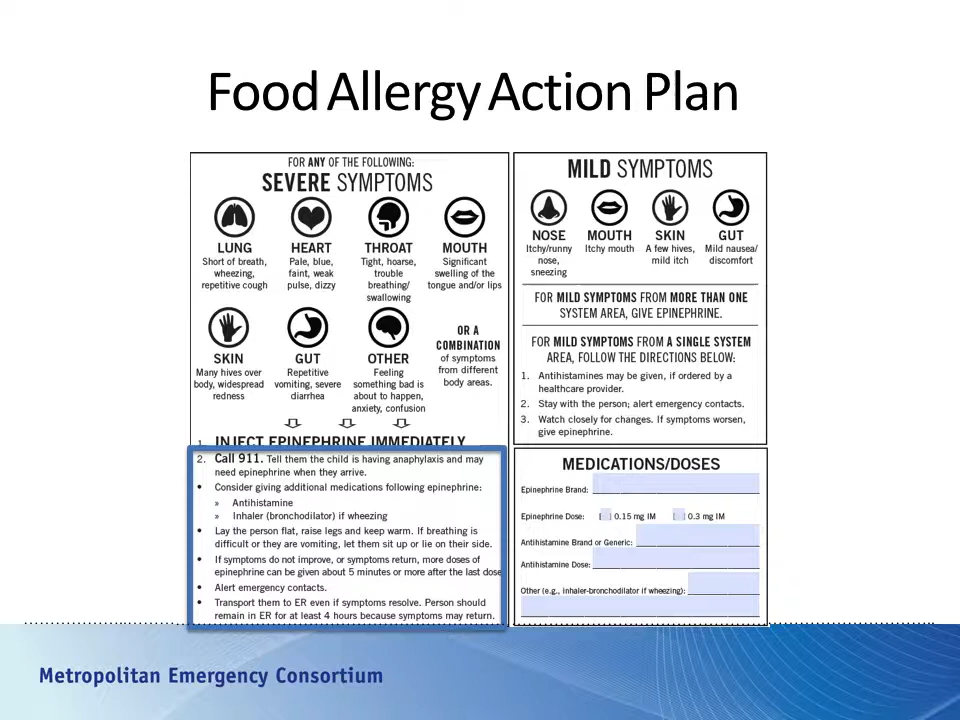 Food Allergy Action Plan
FOR ANY OF THE FOLLOWING:
SEVERE SYMPTOMS
LUNG
Short of breath,
wheezing,
repetitive cough
HEART
Pale, blue,
faint, weak
pulse, dizzy
THROAT
Tight, hoarse,
trouble
breathing/
swallowing
MOUTH
Significant
swelling of the
tongue and/or lips
SKIN
Many hives over
body, widespread
redness
GUT
Repetitive
vomiting, severe
diarrhea
OTHER
Feeling
something bad is
about to happen,
anxiety, confusion
OR A
COMBINATION
of symptoms
from different
body areas.
1. INJECT EPINEPHRINE IMMEDIATELY
2. Call 911. Tell them the child is having anaphylaxis and may
need epinephrine when they arrive.
• Consider giving additional medications following epinephrine:
» Antihistamine
» Inhaler (bronchodilator) if wheezing
• Lay the person flat, raise legs and keep warm. If breathing is
difficult or they are vomiting, let them sit up or lie on their side.
• If symptoms do not improve, or symptoms return, more doses of
epinephrine can be given about 5 minutes or more after the last dose
• Alert emergency contacts.
• Transport them to ER even if symptoms resolve. Person should
remain in ER for at least 4 hours because symptoms may return.
MILD SYMPTOMS
NOSE
Itchy/runny
nose,
sneezing
MOUTH
Itchy mouth
SKIN
A few hives,
mild itch
GUT
Mild nausea/
discomfort
FOR MILD SYMPTOMS FROM MORE THAN ONE
SYSTEM AREA, GIVE EPINEPHRINE.
FOR MILD SYMPTOMS FROM A SINGLE SYSTEM
AREA, FOLLOW THE DIRECTIONS BELOW:
1. Antihistamines may be given, if ordered by a
healthcare provider.
2. Stay with the person; alert emergency contacts.
3. Watch closely for changes. If symptoms worsen,
give epinephrine.
MEDICATIONS/DOSES
Epinephrine Brand:
Epinephrine Dose: [ ] 0.15 mg IM [ ] 0.3 mg IM
Antihistamine Brand or Generic:
Antihistamine Dose:
Other (e.g., inhaler-bronchodilator if wheezing):
Metropolitan Emergency Consortium